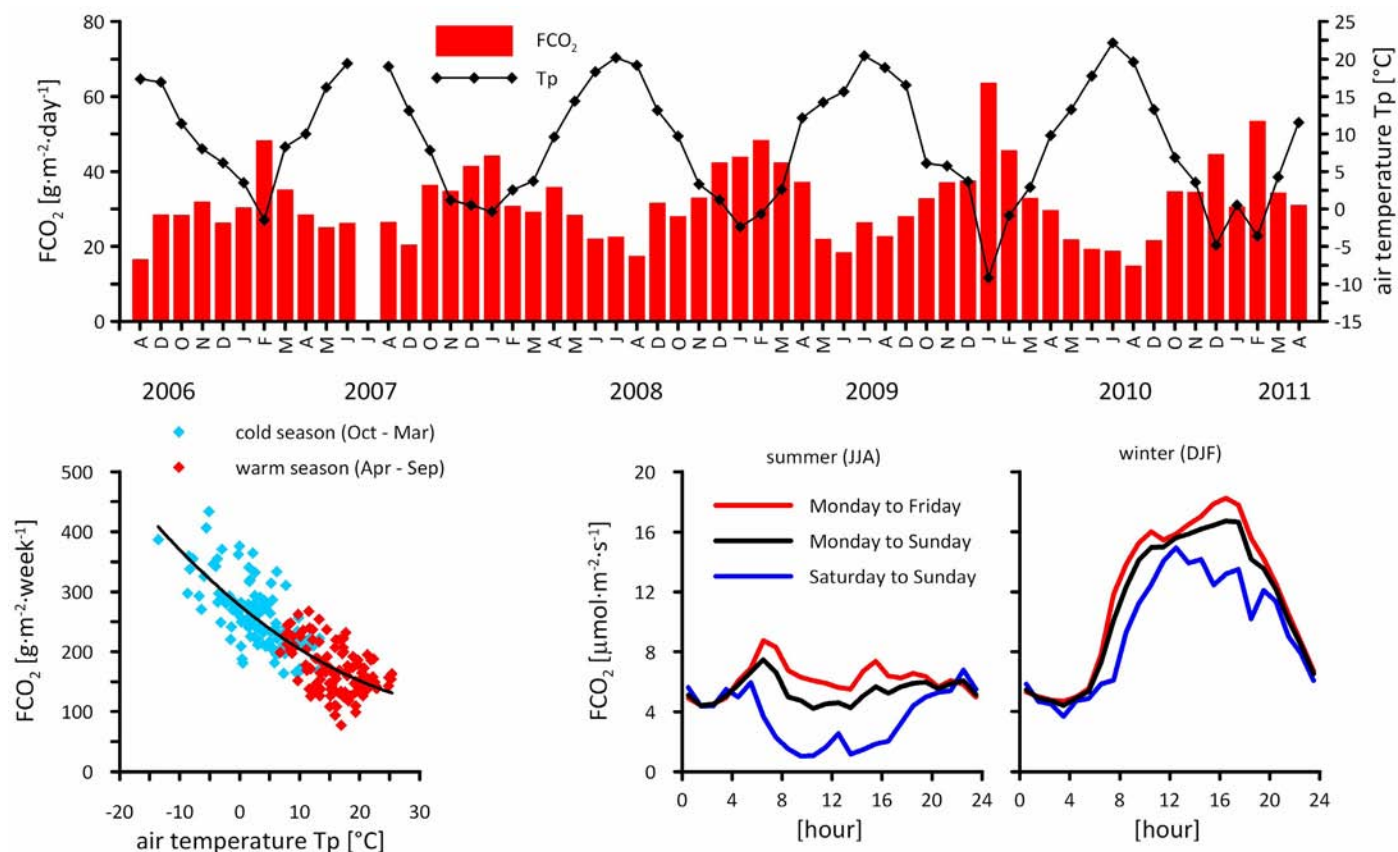 80
60
40
20
0
FCO₂ [g·m⁻²·day⁻¹]
FCO₂
Tp
25
20
15
10
5
0
-5
-10
-15
air temperature Tp [°C]
A D O N D J F M A M J J A D O N D J F M A M J J A D O N D J F M A M J J A D O N D J F M A M J J A D O N D J F M A
2006 2007 2008 2009 2010 2011
cold season (Oct - Mar)
warm season (Apr - Sep)
500
400
300
200
100
0
FCO₂ [g·m⁻²·week⁻¹]
-20 -10 0 10 20 30
air temperature Tp [°C]
summer (JJA)
Monday to Friday
Monday to Sunday
Saturday to Sunday
20
16
12
8
4
0
FCO₂ [µmol·m⁻²·s⁻¹]
0 4 8 12 16 20 24
[hour]
winter (DJF)
0 4 8 12 16 20 24
[hour]